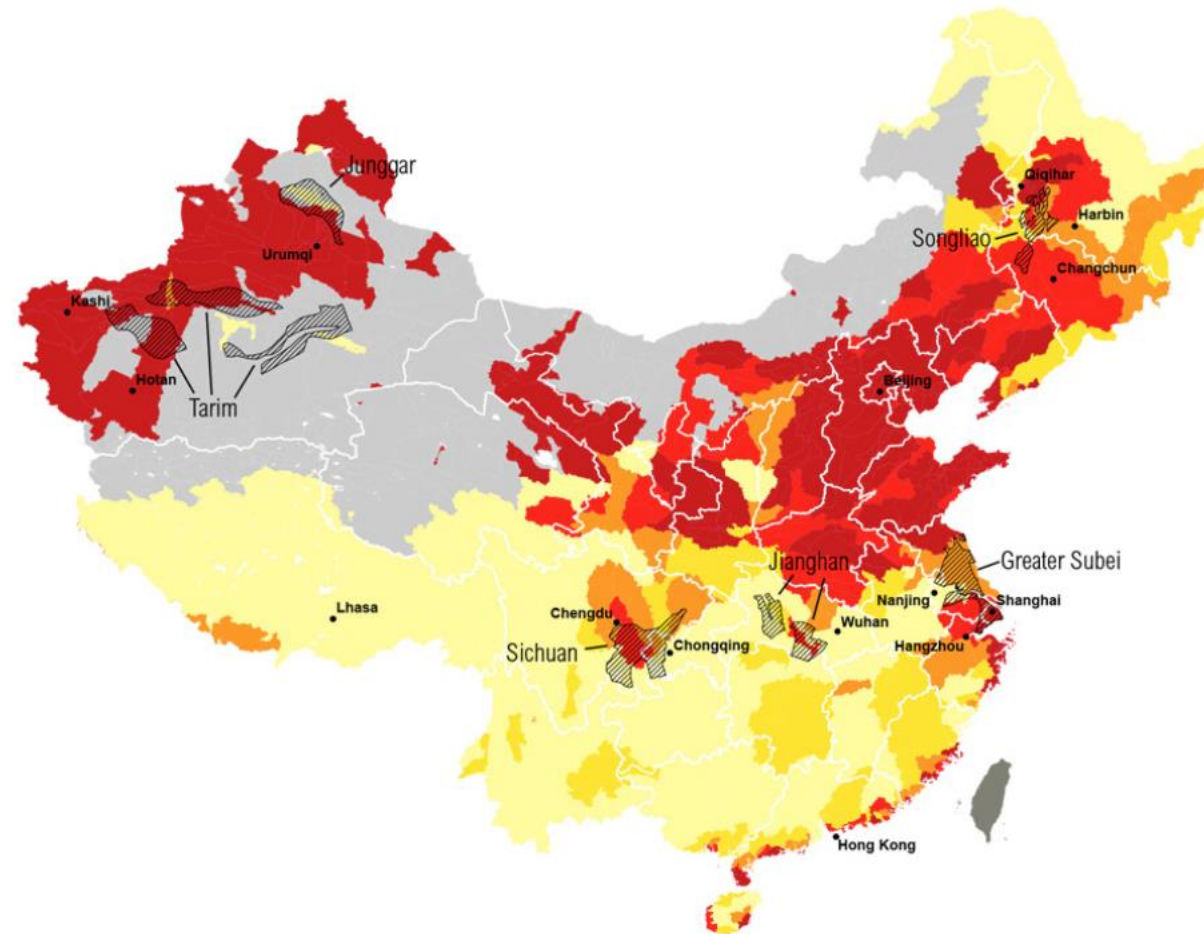 Junggar
Qiqihar
Harbin
Songliao
Urumqi
Changchun
Kashi
Hotan
Beijing
Tarim
Jianghan
Greater Subei
Lhasa
Chengdu
Nanjing
Shanghai
Wuhan
Sichuan
Chongqing
Hangzhou
Hong Kong